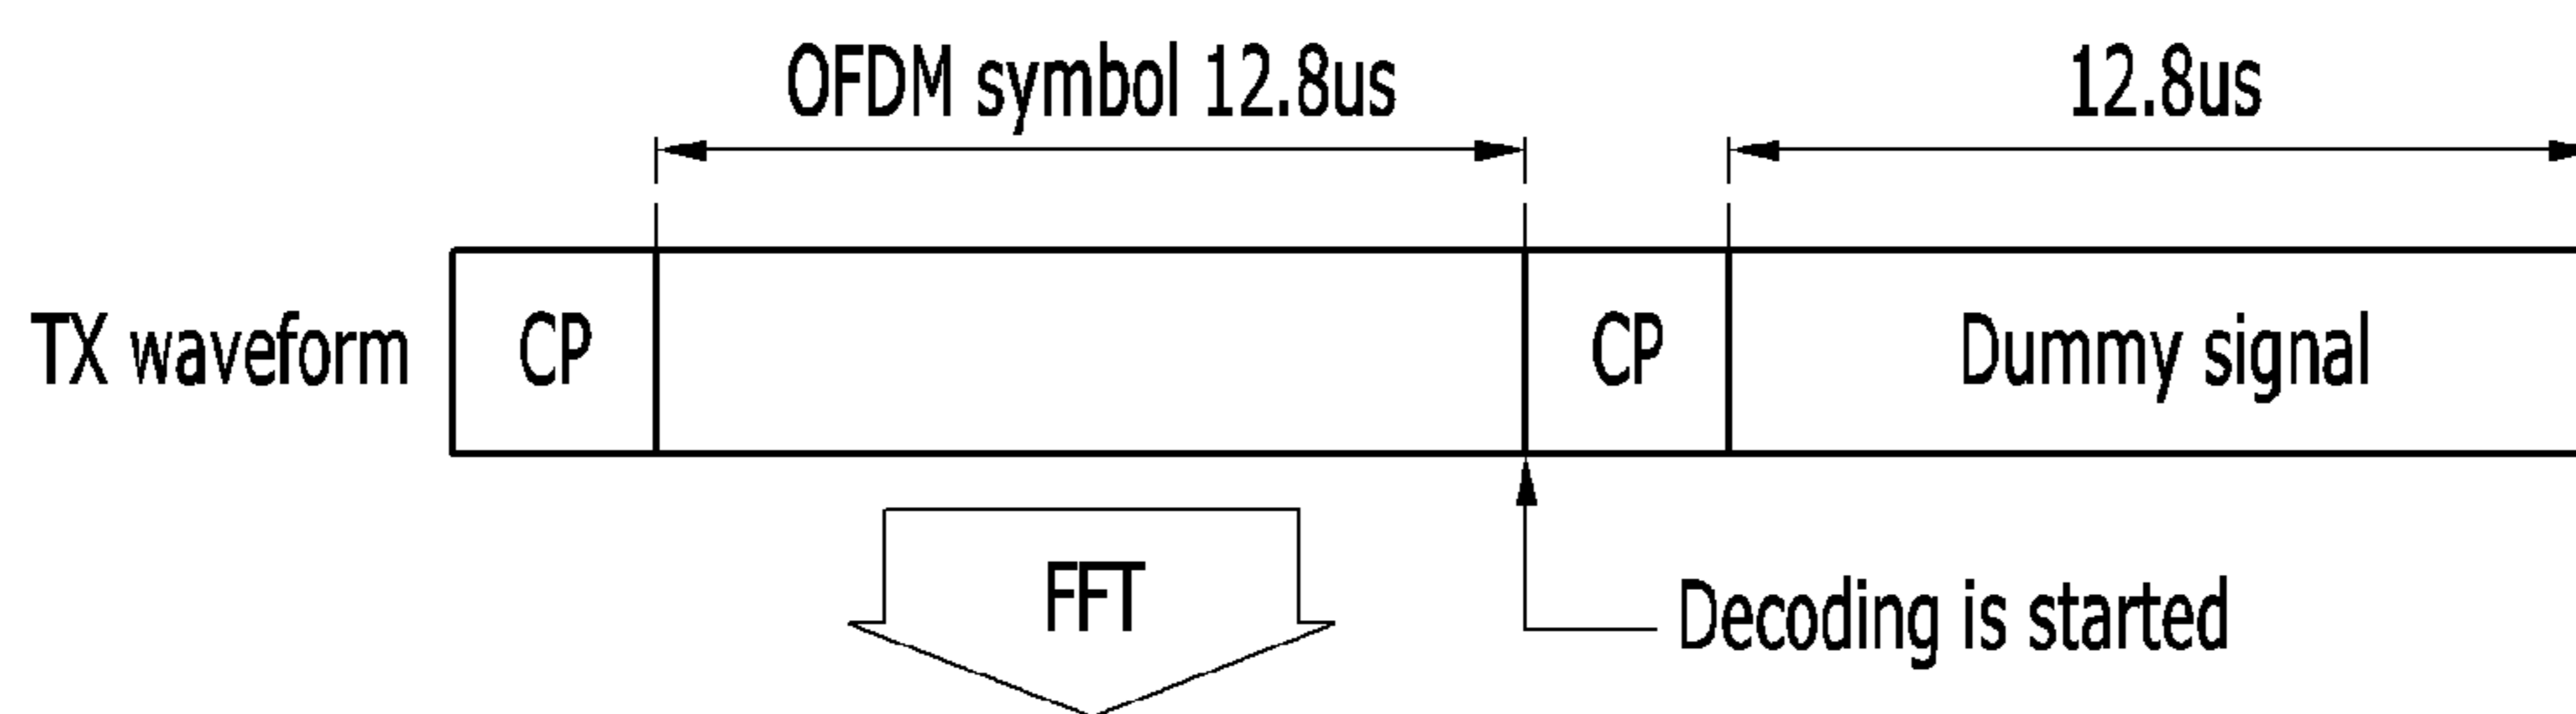 OFDM symbol 12.8us 12.8us
TX waveform CP CP Dummy signal
FFT
Decoding is started